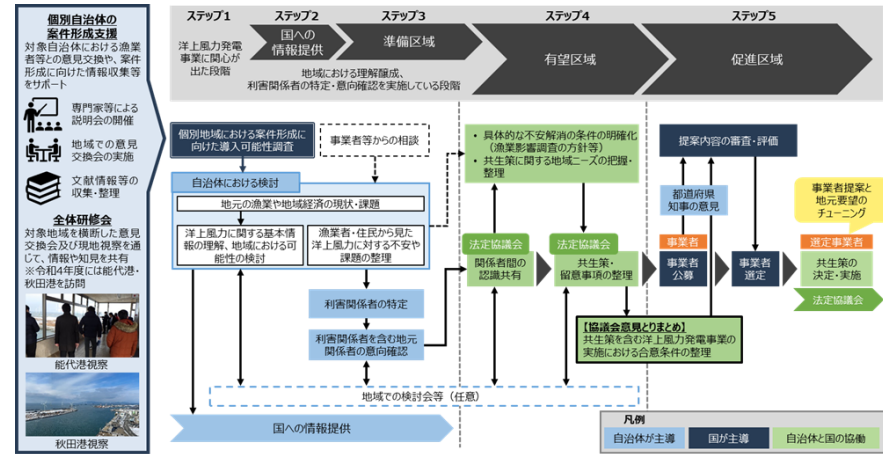 個別自治体の
案件形成支援
対象自治体における漁業
者等との意見交換や、案件
形成に向けた情報収集等
をサポート
専門家等による
説明会の開催
地域での意見
交換会の実施
文献情報等の
収集・整理
全体研修会
対象地域を横断した意見
交換会及び現地視察を通
じて、情報や知見を共有
※令和4年度には能代港・
秋田港を訪問
能代港視察
秋田港視察
ステップ1
ステップ2
ステップ3
ステップ4
ステップ5
洋上風力発電
事業に関心が
出た段階
国への
情報提供
準備区域
有望区域
促進区域
地域における理解醸成、
利害関係者の特定・意向確認を実施している段階
個別地域における案件形成に
向けた導入可能性調査
事業者等からの相談
自治体における検討
地元の漁業や地域経済の現状・課題
洋上風力に関する基本情
報の理解、地域における可
能性の検討
漁業者・住民から見た
洋上風力に対する不安や
課題の整理
利害関係者の特定
利害関係者を含む地元
関係者の意向確認
• 具体的な不安解消の条件の明確化
(漁業影響調査の方針等)
• 共生策に関する地域ニーズの把握・
整理
法定協議会
関係者間の
認識共有
法定協議会
共生策・
留意事項の整理
【協議会意見とりまとめ】
共生策を含む洋上風力発電事業の
実施における合意条件の整理
提案内容の審査・評価
都道府県
知事の意見
事業者
事業者
公募
事業者
選定
事業者提案と
地元要望の
チューニング
選定事業者
共生策の
決定・実施
法定協議会
地域での検討会等(任意)
国への情報提供
凡例
自治体が主導
国が主導
自治体と国の協働